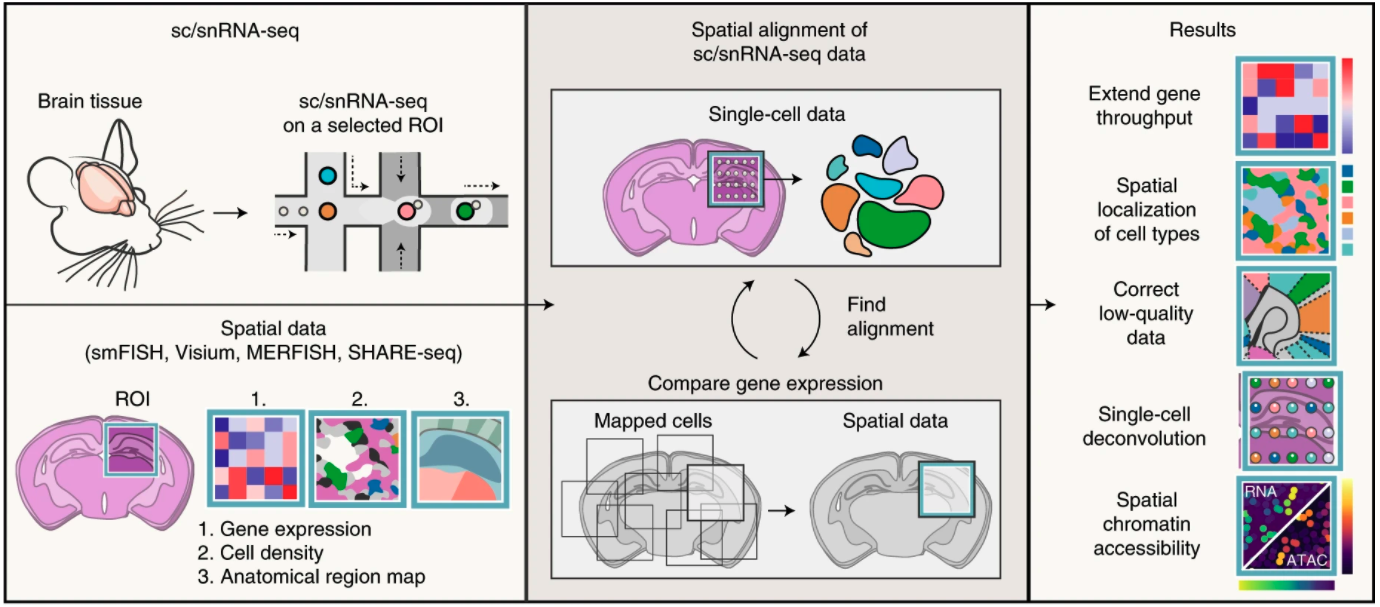 sc/snRNA-seq
Brain tissue
sc/snRNA-seq
on a selected ROI
Spatial data
(smFISH, Visium, MERFISH, SHARE-seq)
ROI
1.
2.
3.
1. Gene expression
2. Cell density
3. Anatomical region map
Spatial alignment of
sc/snRNA-seq data
Single-cell data
Find
alignment
Compare gene expression
Mapped cells
Spatial data
Results
Extend gene
throughput
Spatial
localization
of cell types
Correct
low-quality
data
Single-cell
deconvolution
Spatial
chromatin
accessibility
RNA
ATAC